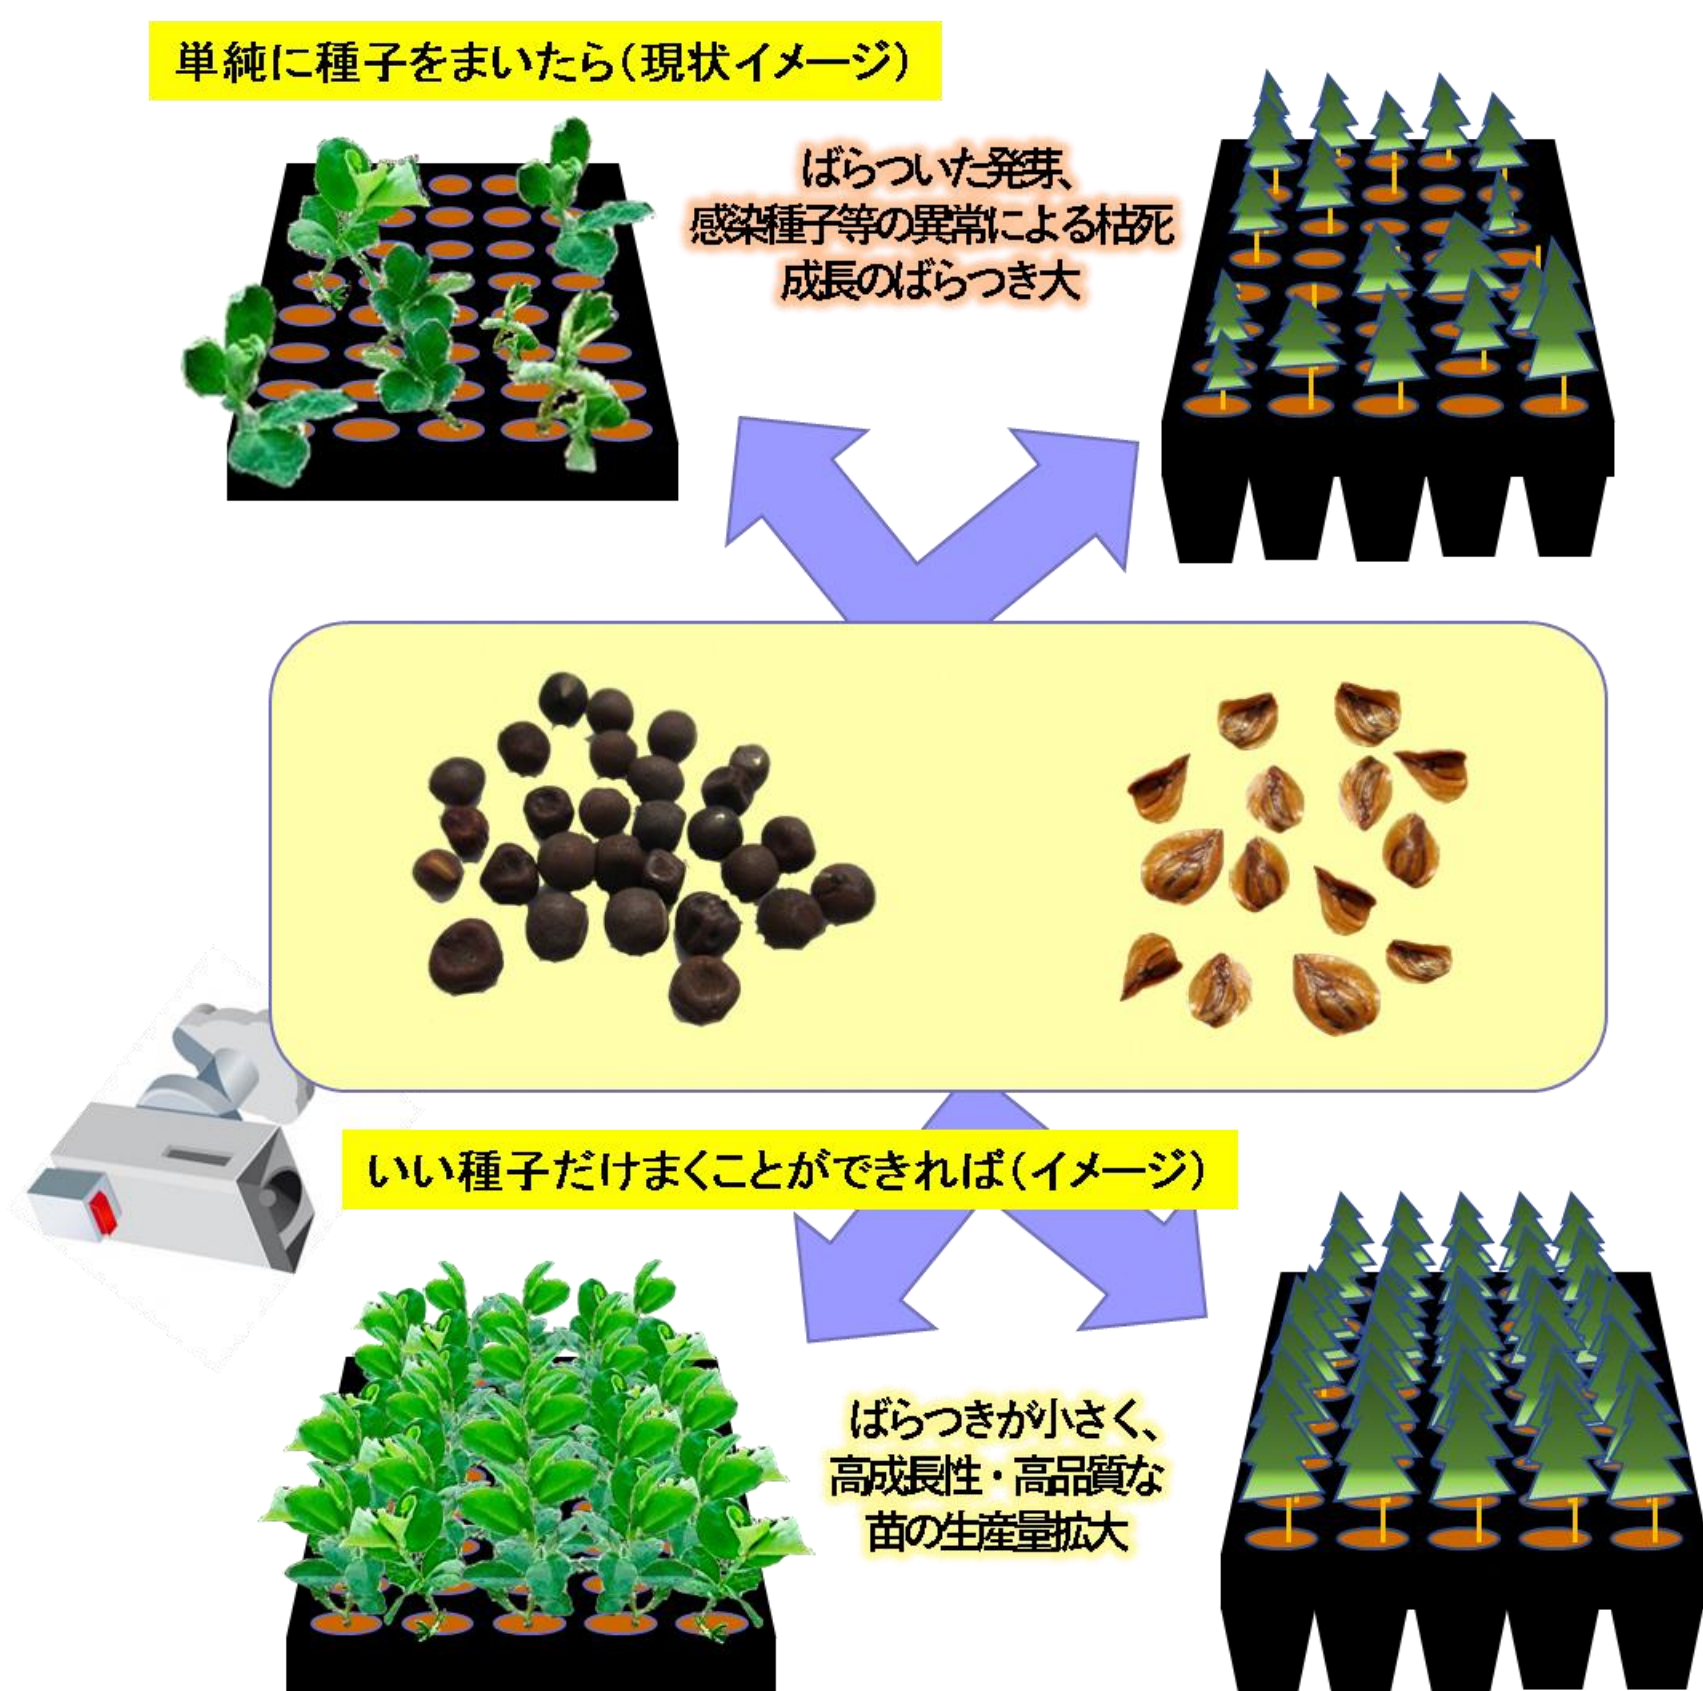 単純に種子をまいたら（現状イメージ）
ばらついた発芽、
感染種子等の異常による枯死
成長のばらつき大
いい種子だけまくことができれば（イメージ）
ばらつきが小さく、
高成長性・高品質な
苗の生産量拡大